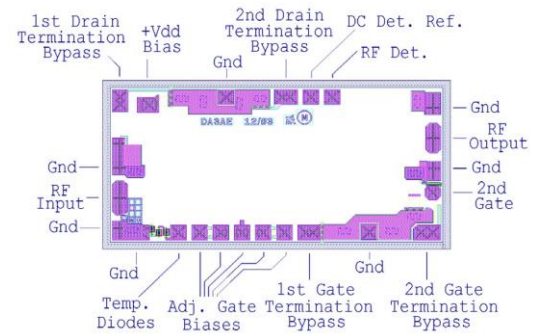 1st Drain
Termination
Bypass
+Vdd
Bias
Gnd
2nd Drain
Termination
Bypass
DC Det. Ref.
RF Det.
DA3AE 12/03
M
Gnd
RF
Output
Gnd
2nd
Gate
Gnd
RF
Input
Gnd
Gnd
Temp.
Diodes
Adj. Gate
Biases
1st Gate
Termination
Bypass
Gnd
2nd Gate
Termination
Bypass